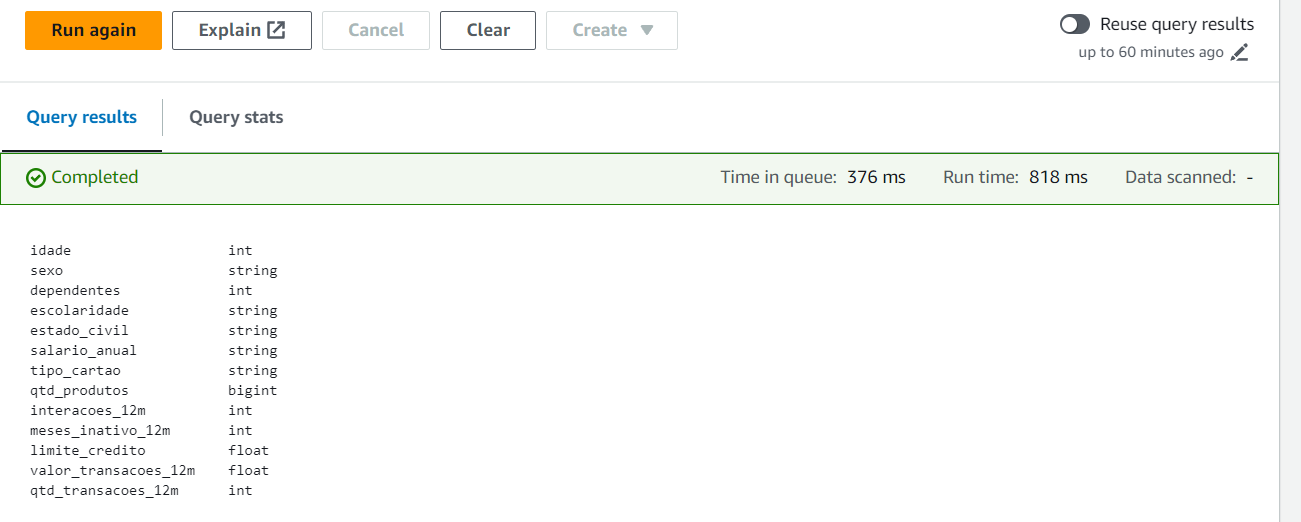 Run again Explain Cancel Clear Create Reuse query results
up to 60 minutes ago
Query results Query stats
Completed Time in queue: 376 ms Run time: 818 ms Data scanned: -
idade int
sexo string
dependentes int
escolaridade string
estado_civil string
salario_anual string
tipo_cartao string
qtd_produtos bigint
interacoes_12m int
meses_inativo_12m int
limite_credito float
valor_transacoes_12m float
qtd_transacoes_12m int